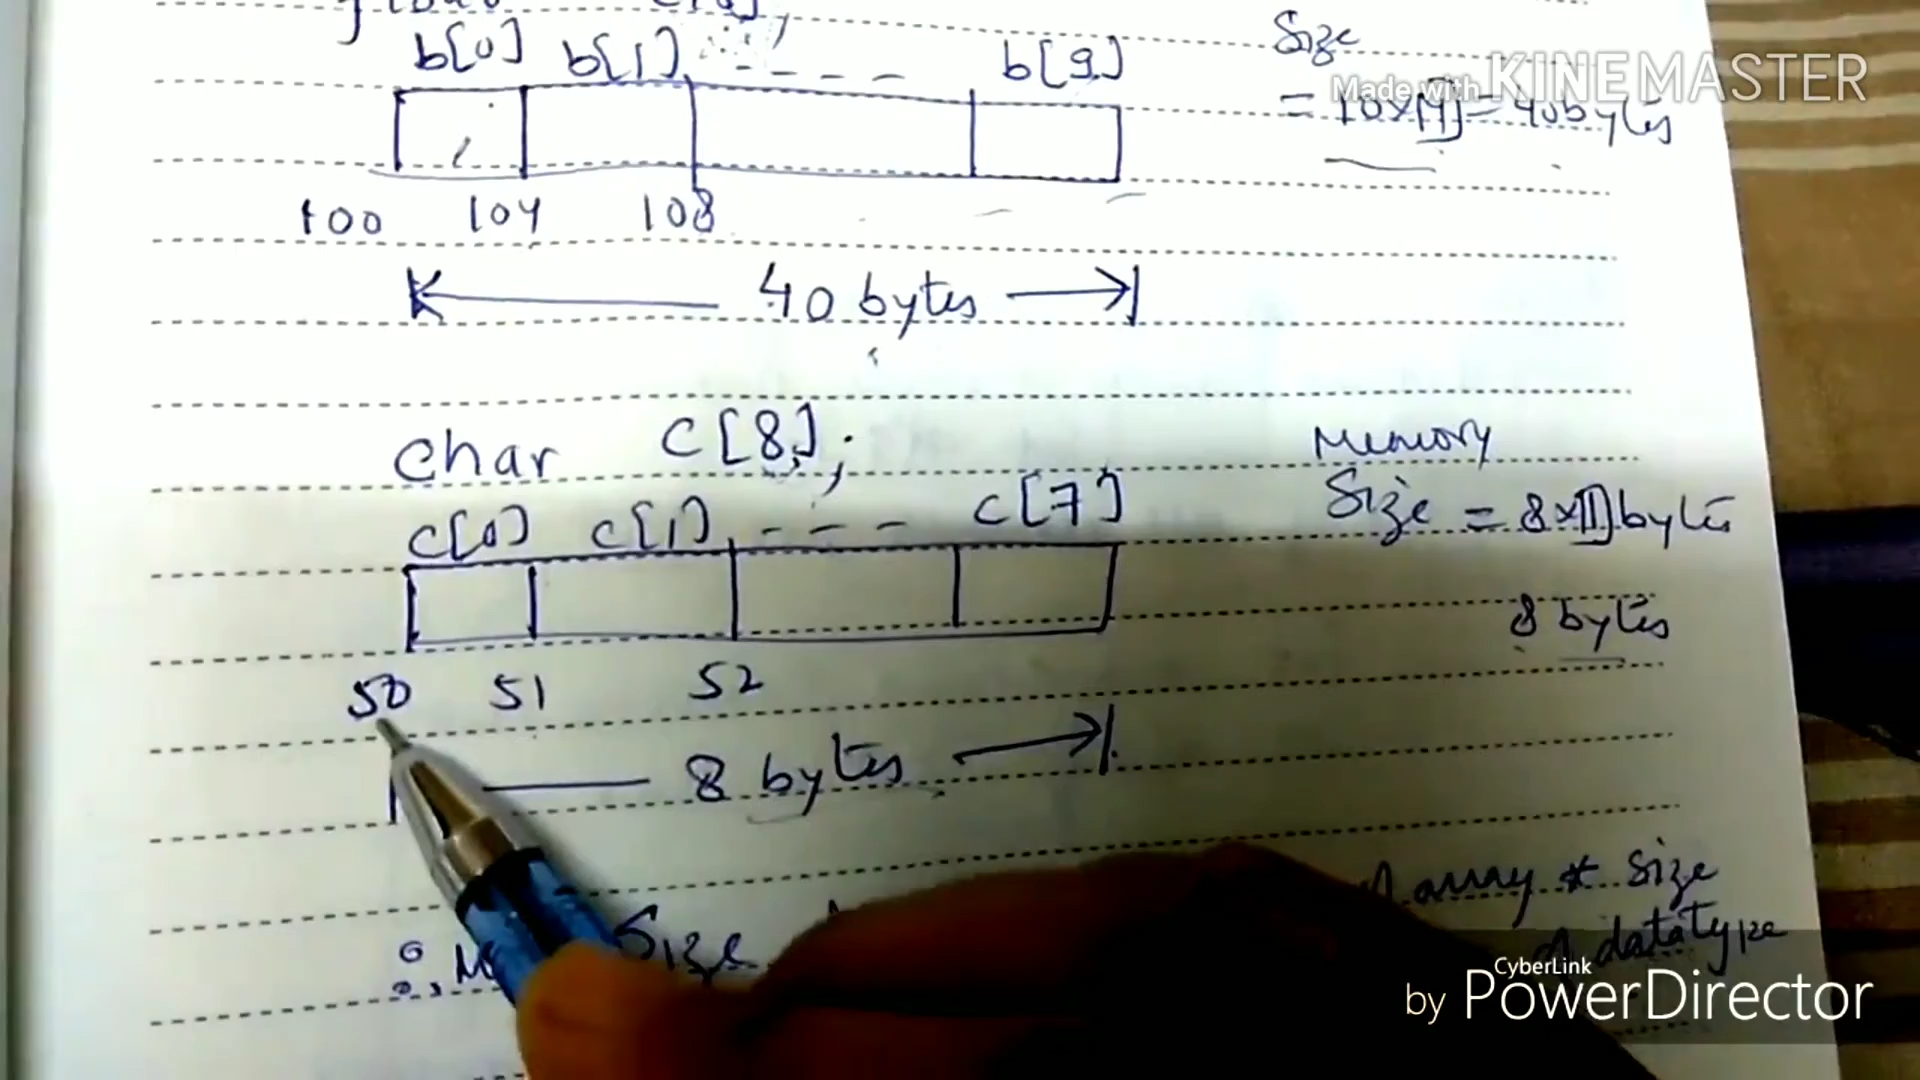 b[0] b[1] - - - - b[9]
Size
Made with KINEMASTER
= 10×[4] = 40bytes
100 104 108
40 bytes
char c[8];
c[0] c[1] - - - c[7]
Memory
Size = 8×[1]bytes
8 bytes
50 51 52
8 bytes
array * Size
datatype
Size
CyberLink
by PowerDirector